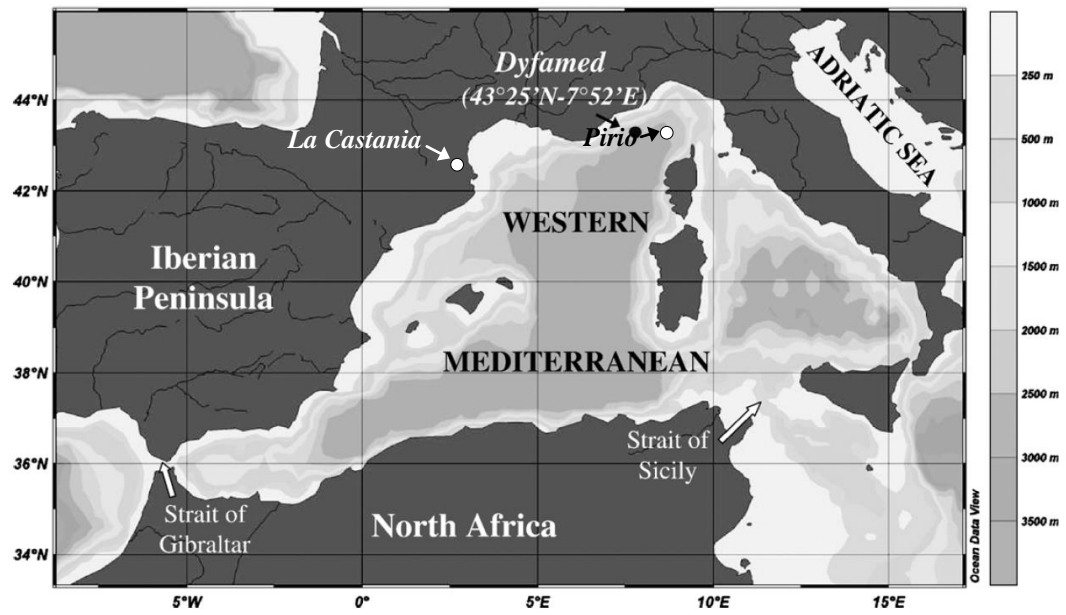 Dyfamed
(43°25'N-7°52'E)
Pirio
La Castania
ADRIATIC SEA
WESTERN
Iberian
Peninsula
MEDITERRANEAN
Strait of
Sicily
Strait of
Gibraltar
North Africa
44°N
42°N
40°N
38°N
36°N
34°N
5°W
0°
5°E
10°E
15°E
250 m
500 m
1000 m
1500 m
2000 m
2500 m
3000 m
3500 m
Ocean Data View